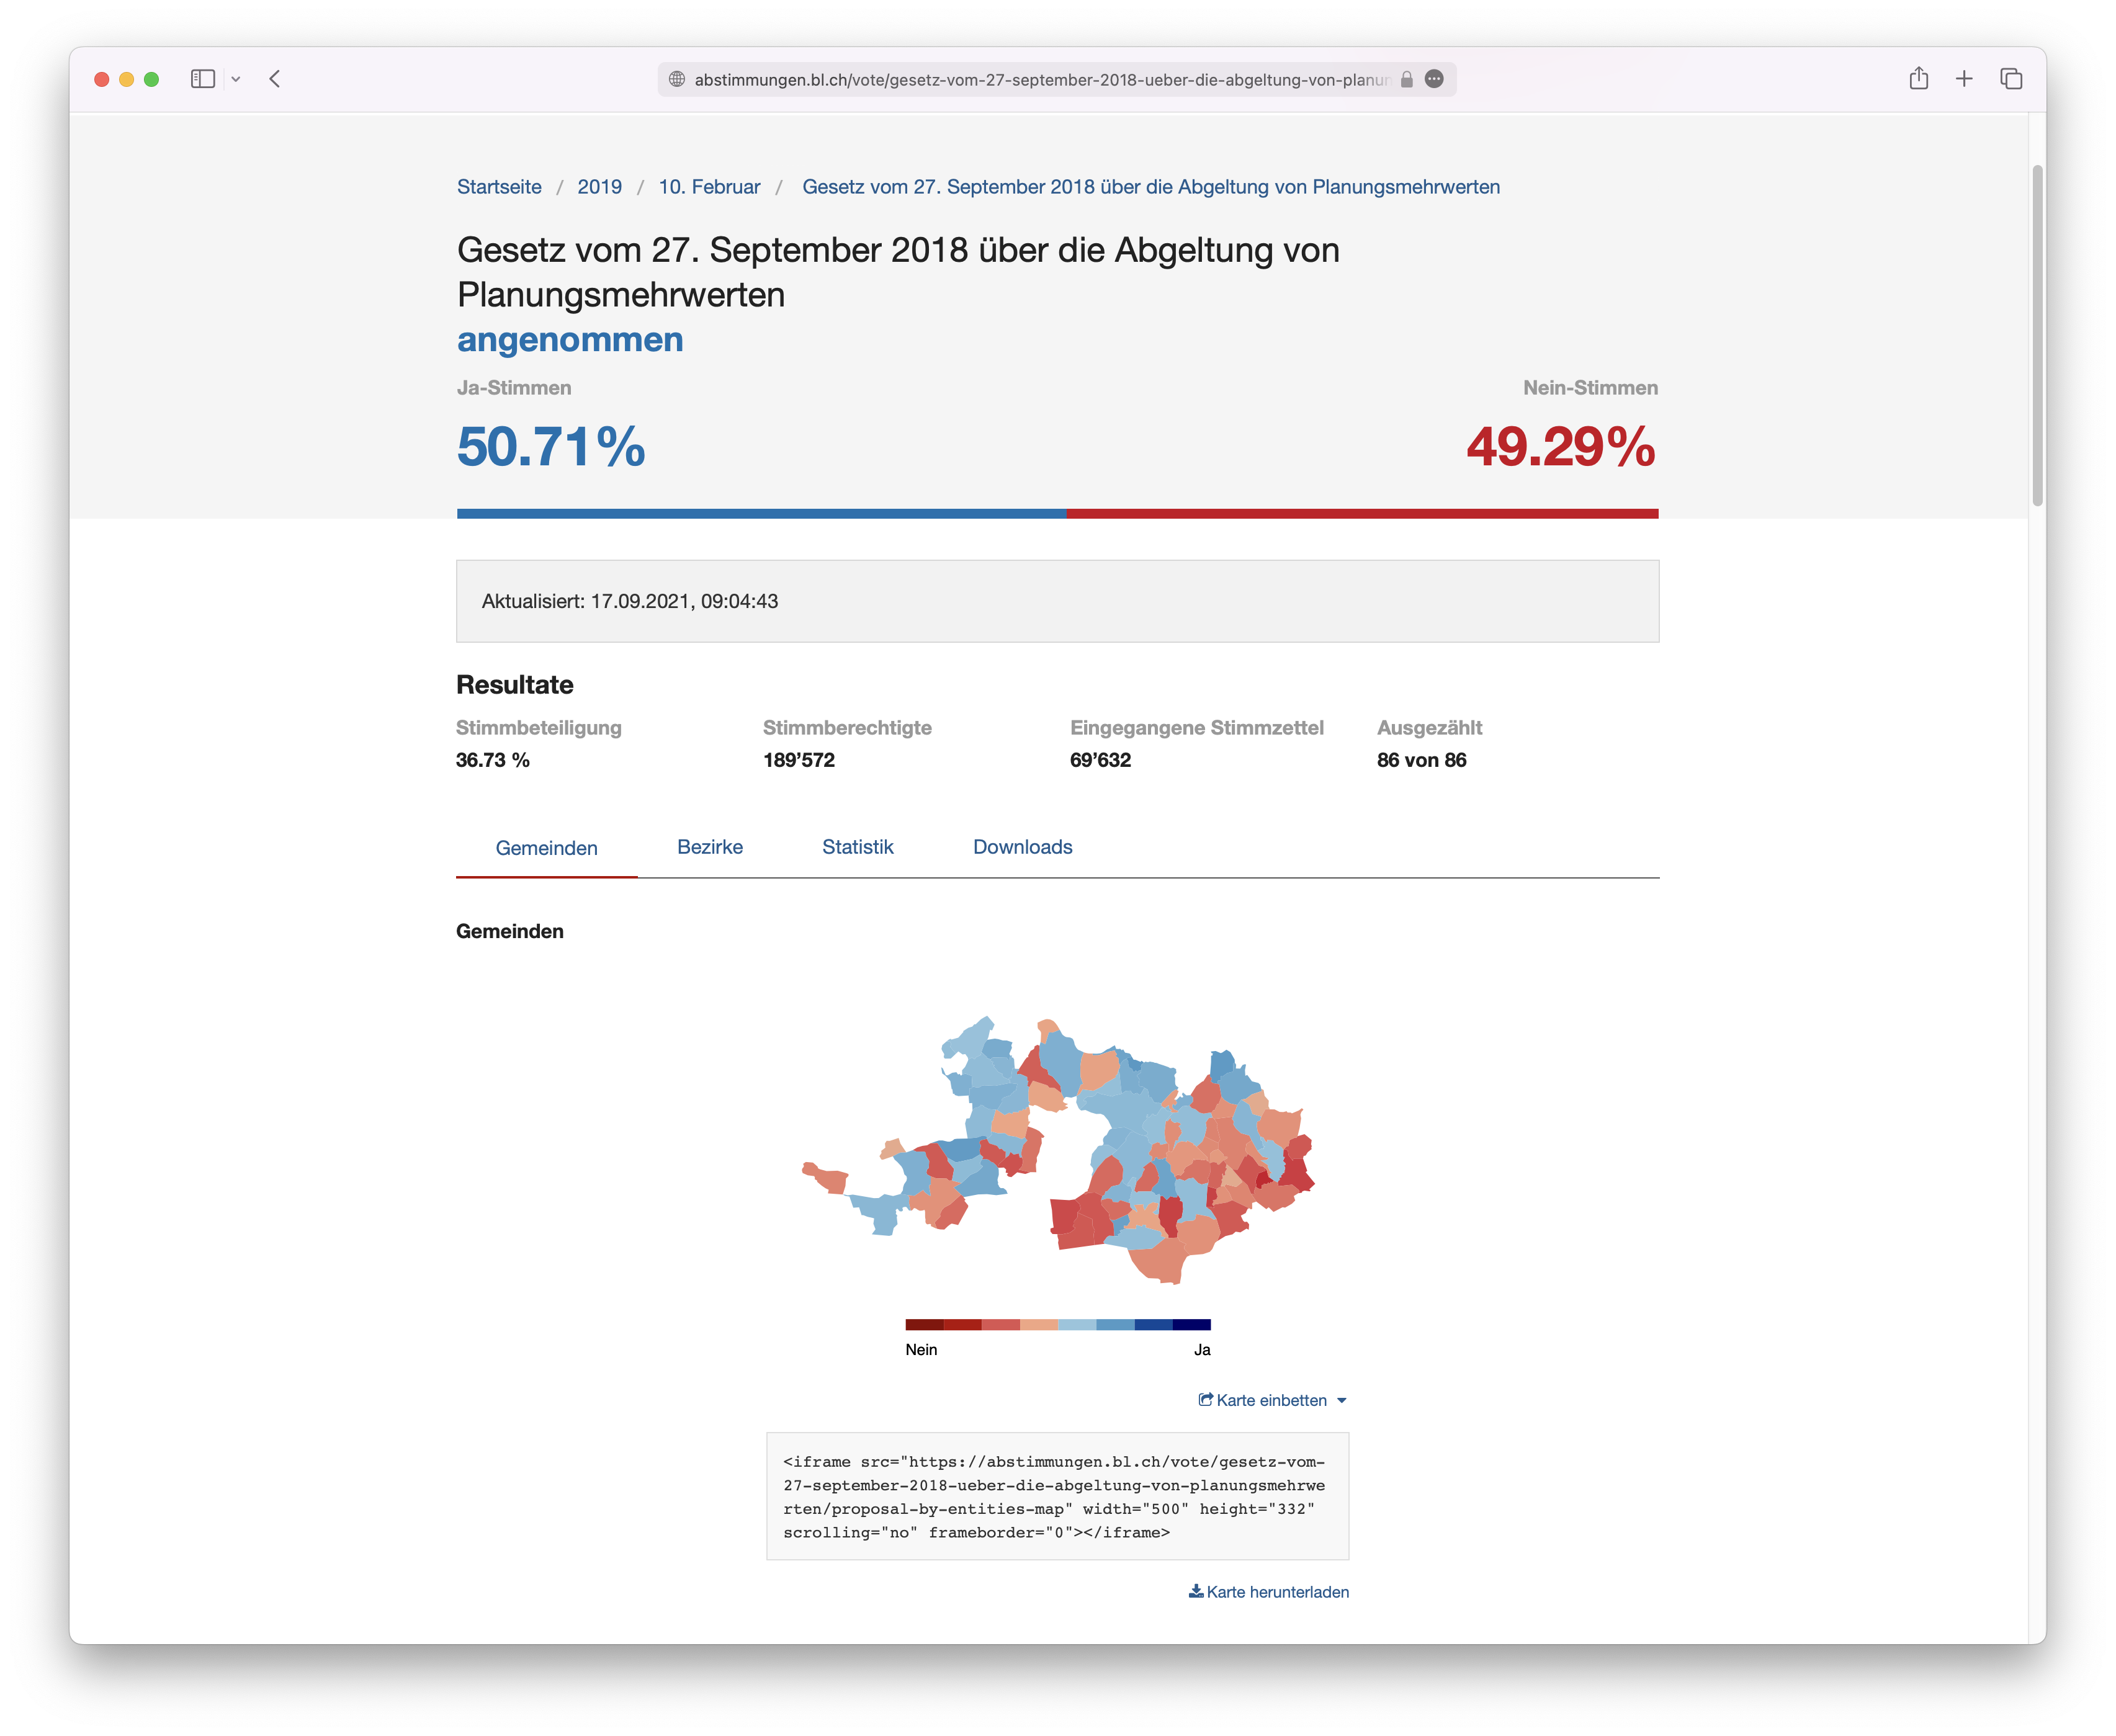 abstimmungen.bl.ch/vote/gesetz-vom-27-september-2018-ueber-die-abgeltung-von-planun
Startseite / 2019 / 10. Februar / Gesetz vom 27. September 2018 über die Abgeltung von Planungsmehrwerten
Gesetz vom 27. September 2018 über die Abgeltung von
Planungsmehrwerten
angenommen
Ja-Stimmen Nein-Stimmen
50.71% 49.29%
Aktualisiert: 17.09.2021, 09:04:43
Resultate
Stimmbeteiligung Stimmberechtigte Eingegangene Stimmzettel Ausgezählt
36.73 % 189’572 69’632 86 von 86
Gemeinden Bezirke Statistik Downloads
Gemeinden
Nein Ja
Karte einbetten
<iframe src="https://abstimmungen.bl.ch/vote/gesetz-vom-
27-september-2018-ueber-die-abgeltung-von-planungsmehrwe
rten/proposal-by-entities-map" width="500" height="332"
scrolling="no" frameborder="0"></iframe>
Karte herunterladen